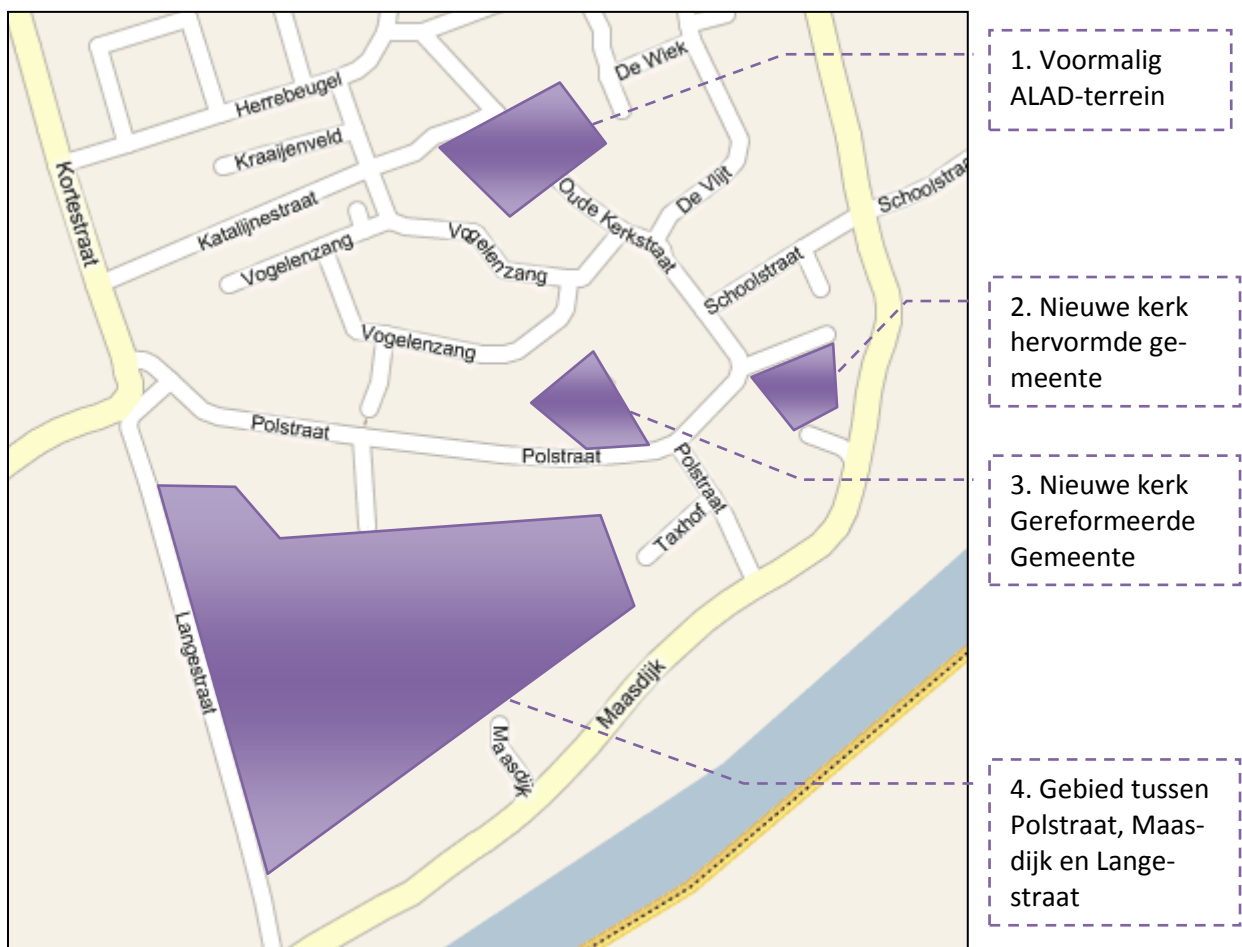 De Wiek
Herrebeugel
Kraaijenveld
Kortestraat
Katalijnestraat
Oude Kerkstraat
De Vlijt
Schoolstraa
Vogelenzang
Vogelenzang
Schoolstraat
Vogelenzang
Polstraat
Polstraat
Polstraat
Taxhof
Langestraat
Maasdijk
Maasdijk
1. Voormalig
ALAD-terrein
2. Nieuwe kerk
hervormde ge-
meente
3. Nieuwe kerk
Gereformeerde
Gemeente
4. Gebied tussen
Polstraat, Maas-
dijk en Lange-
straat